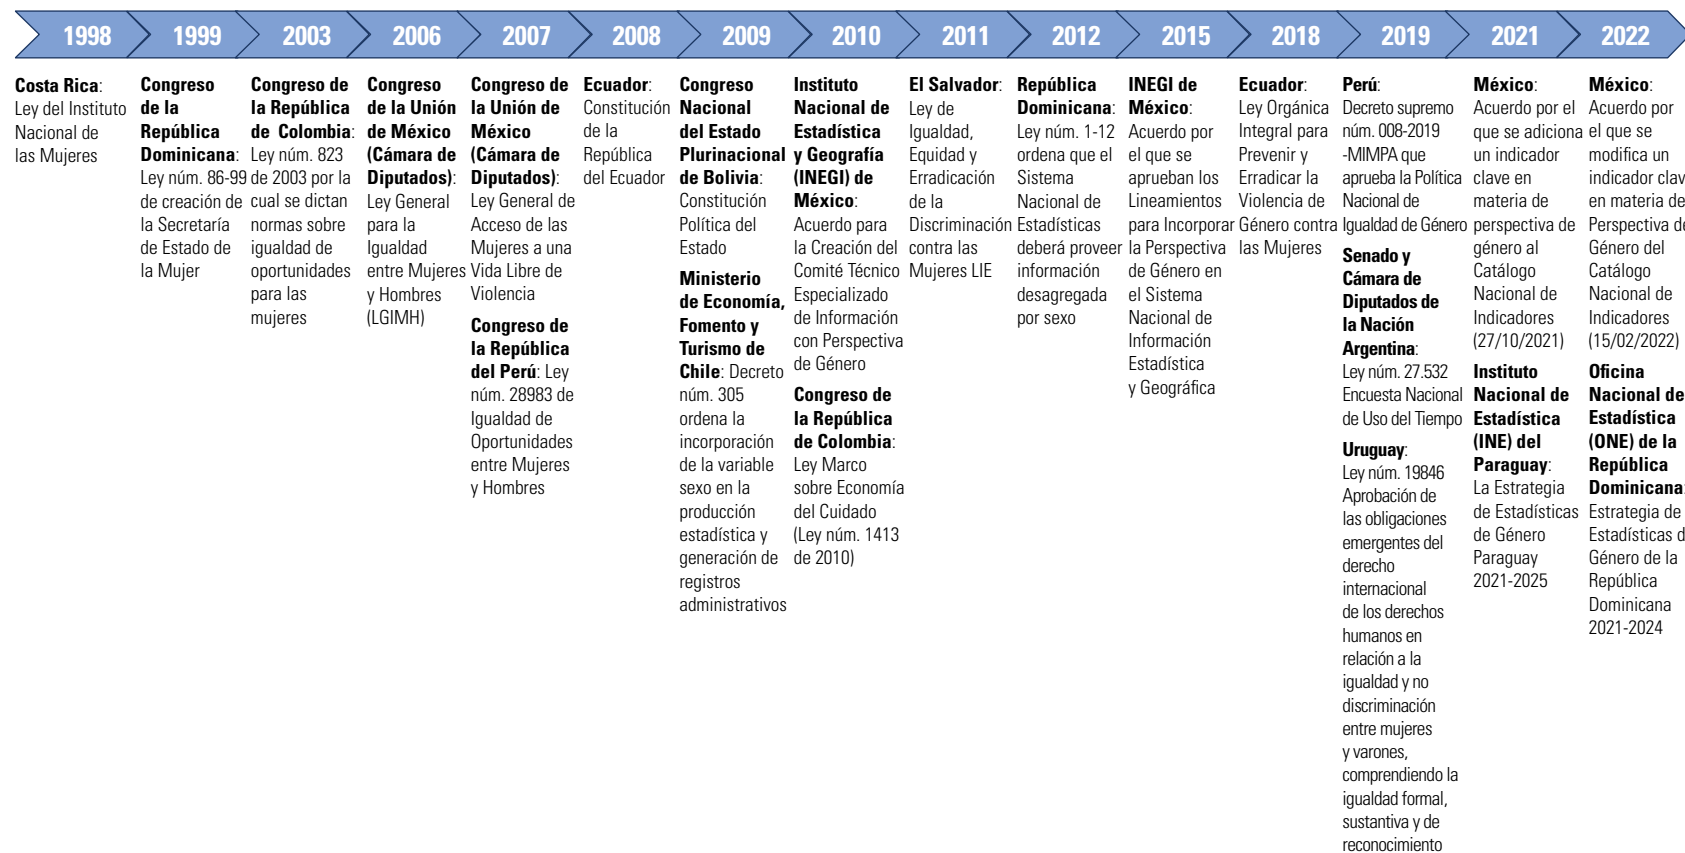 1998
1999
2003
2006
2007
2008
2009
2010
2011
2012
2015
2018
2019
2021
2022
Costa Rica:
Ley del Instituto
Nacional de
las Mujeres
Congreso
de la
República
Dominicana:
Ley núm. 86-99
de creación de
la Secretaría
de Estado de
la Mujer
Congreso de
la República
de Colombia:
Ley núm. 823
de 2003 por la
cual se dictan
normas sobre
igualdad de
oportunidades
para las
mujeres
Congreso
de la Unión
de México
(Cámara de
Diputados):
Ley General
para la
Igualdad
entre Mujeres
y Hombres
(LGIMH)
Congreso de
la Unión de
México
(Cámara de
Diputados):
Ley General de
Acceso de las
Mujeres a una
Vida Libre de
Violencia
Congreso de
la República
del Perú: Ley
núm. 28983 de
Igualdad de
Oportunidades
entre Mujeres
y Hombres
Ecuador:
Constitución
de la
República
del Ecuador
Congreso
Nacional
del Estado
Plurinacional
de Bolivia:
Constitución
Política del
Estado
Ministerio
de Economía,
Fomento y
Turismo de
Chile: Decreto
núm. 305
ordena la
incorporación
de la variable
sexo en la
producción
estadística y
generación de
registros
administrativos
Instituto
Nacional de
Estadística
y Geografía
(INEGI) de
México:
Acuerdo para
la Creación del
Comité Técnico
Especializado
de Información
con Perspectiva
de Género
Congreso de
la República
de Colombia:
Ley Marco
sobre Economía
del Cuidado
(Ley núm. 1413
de 2010)
El Salvador:
Ley de
Igualdad,
Equidad y
Erradicación
de la
Discriminación
contra las
Mujeres LIE
República
Dominicana:
Ley núm. 1-12
ordena que el
Sistema
Nacional de
Estadísticas
deberá proveer
información
desagregada
por sexo
INEGI de
México:
Acuerdo por
el que se
aprueban los
Lineamientos
para Incorporar
la Perspectiva
de Género en
el Sistema
Nacional de
Información
Estadística
y Geográfica
Ecuador:
Ley Orgánica
Integral para
Prevenir y
Erradicar la
Violencia de
Género contra
las Mujeres
Perú:
Decreto supremo
núm. 008-2019
-MIMPA que
aprueba la Política
Nacional de
Igualdad de Género
Senado y
Cámara de
Diputados de
la Nación
Argentina:
Ley núm. 27.532
Encuesta Nacional
de Uso del Tiempo
Uruguay:
Ley núm. 19846
Aprobación de
las obligaciones
emergentes del
derecho
internacional
de los derechos
humanos en
relación a la
igualdad y no
discriminación
entre mujeres
y varones,
comprendiendo la
igualdad formal,
sustantiva y de
reconocimiento
México:
Acuerdo por el
que se adiciona
un indicador
clave en
materia de
perspectiva de
género al
Catálogo
Nacional de
Indicadores
(27/10/2021)
Instituto
Nacional de
Estadística
(INE) del
Paraguay:
La Estrategia
de Estadísticas
de Género
Paraguay
2021-2025
México:
Acuerdo por
el que se
modifica un
indicador clav
en materia de
Perspectiva d
Género del
Catálogo
Nacional de
Indicadores
(15/02/2022)
Oficina
Nacional de
Estadística
(ONE) de la
República
Dominicana:
Estrategia de
Estadísticas d
Género de la
República
Dominicana
2021-2024